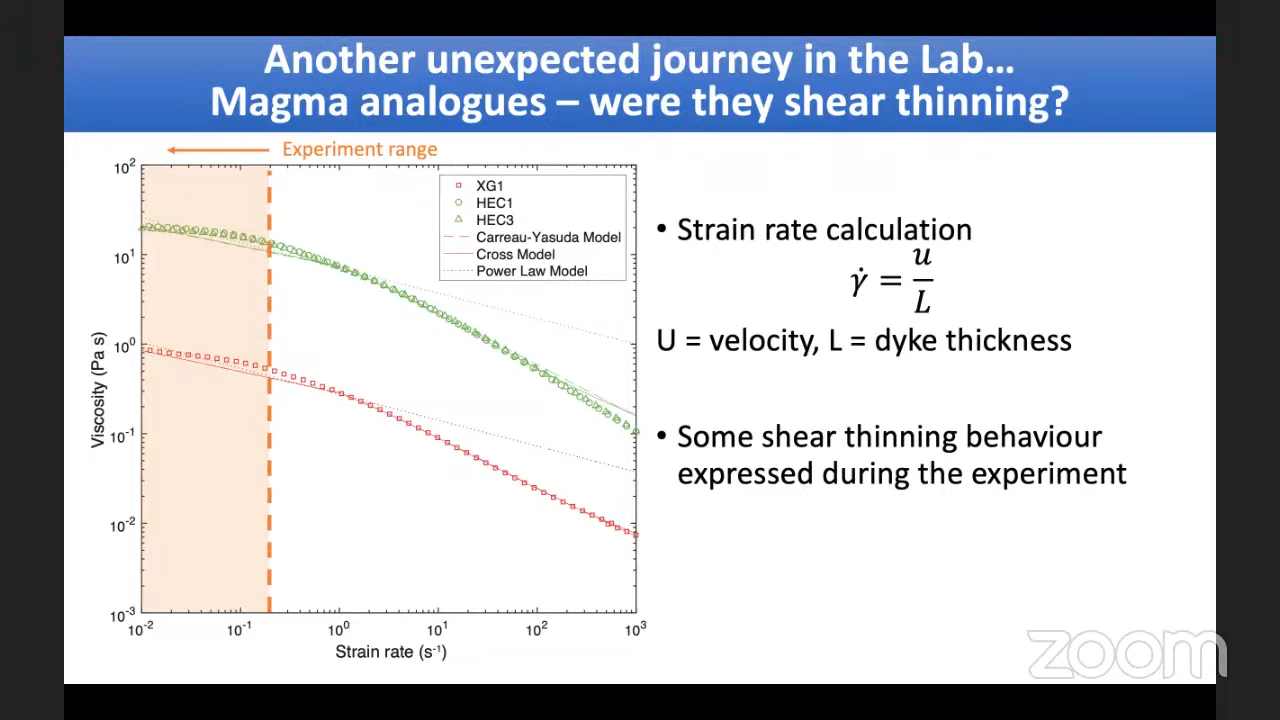 Another unexpected journey in the Lab…
Magma analogues – were they shear thinning?
Experiment range
10²
10¹
10⁰
10⁻¹
10⁻²
10⁻³
Viscosity (Pa s)
XG1
HEC1
HEC3
Carreau-Yasuda Model
Cross Model
Power Law Model
10⁻² 10⁻¹ 10⁰ 10¹ 10² 10³
Strain rate (s⁻¹)
• Strain rate calculation
γ̇ = u/L
U = velocity, L = dyke thickness
• Some shear thinning behaviour
expressed during the experiment
zoom